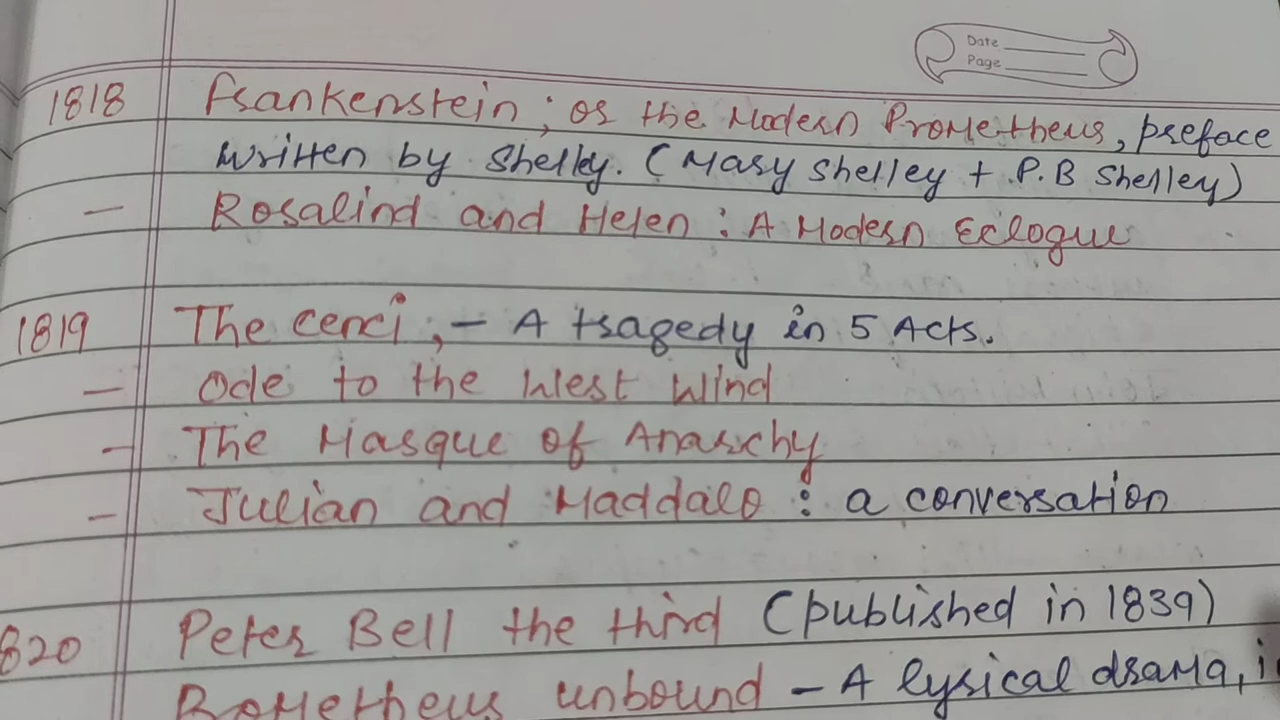 Date
Page
1818 Frankenstein ; or the Modern Prometheus, preface
written by Shelley. (Mary Shelley + P.B Shelley)
— Rosalind and Helen : A Modern Eclogue
1819 The Cenci, – A tragedy in 5 Acts.
— Ode to the West Wind
– The Masque of Anarchy
– Julian and Maddalo : a conversation
820 Peter Bell the third (published in 1839)
Prometheus unbound – A lyrical drama,